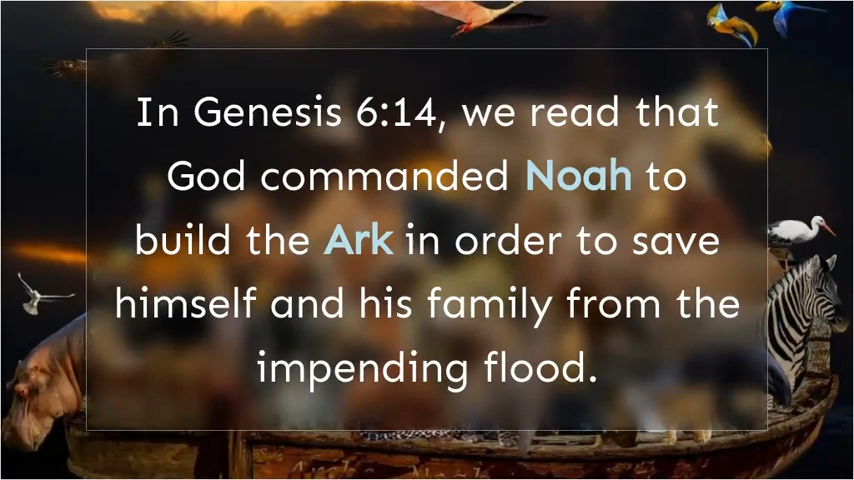 In Genesis 6:14, we read that
God commanded Noah to
build the Ark in order to save
himself and his family from the
impending flood.